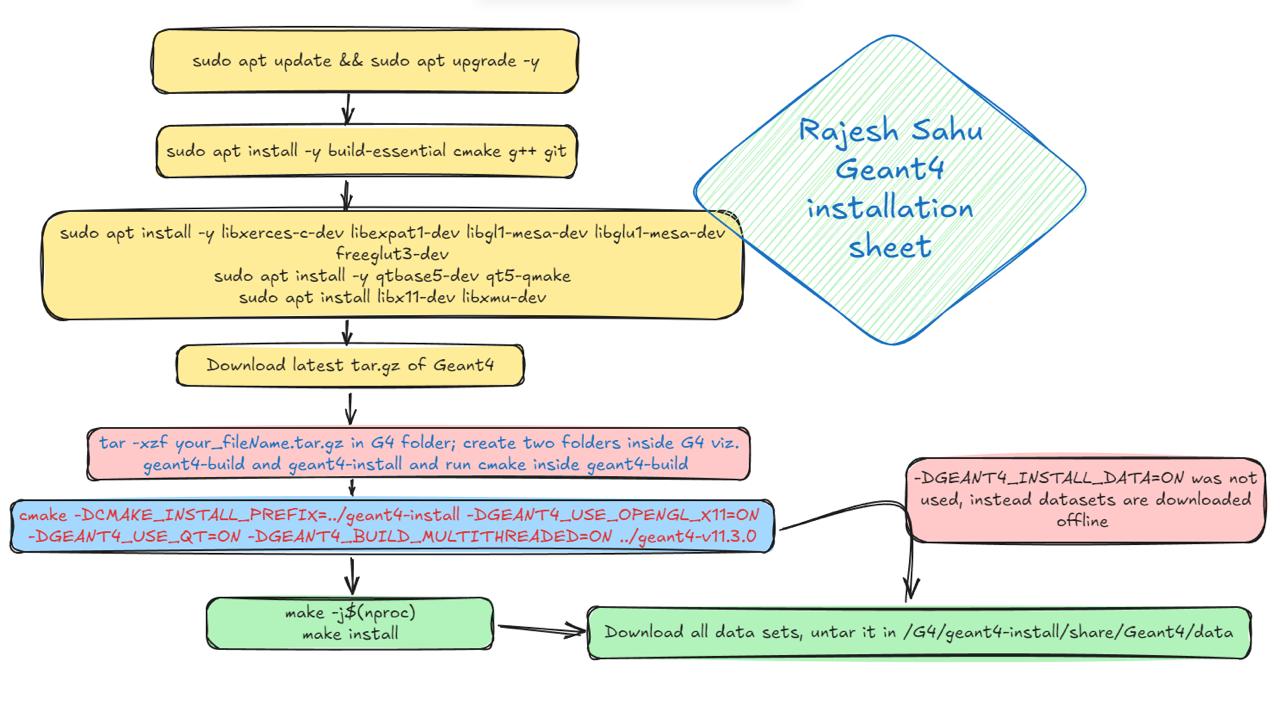 sudo apt update && sudo apt upgrade -y
sudo apt install -y build-essential cmake g++ git
sudo apt install -y libxerces-c-dev libexpat1-dev libgl1-mesa-dev libglu1-mesa-dev
freeglut3-dev
sudo apt install -y qtbase5-dev qt5-qmake
sudo apt install libx11-dev libxmu-dev
Rajesh Sahu
Geant4
installation
sheet
Download latest tar.gz of Geant4
tar -xzf your_fileName.tar.gz in G4 folder; create two folders inside G4 viz.
geant4-build and geant4-install and run cmake inside geant4-build
cmake -DCMAKE_INSTALL_PREFIX=../geant4-install -DGEANT4_USE_OPENGL_X11=ON
-DGEANT4_USE_QT=ON -DGEANT4_BUILD_MULTITHREADED=ON ../geant4-v11.3.0
-DGEANT4_INSTALL_DATA=ON was not
used, instead datasets are downloaded
offline
make -j$(nproc)
make install
Download all data sets, untar it in /G4/geant4-install/share/Geant4/data